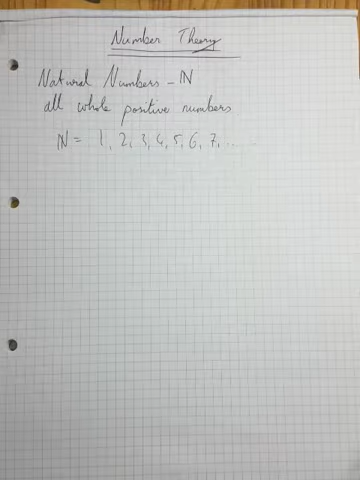 Number Theory
Natural Numbers - ℕ
all whole positive numbers
ℕ = 1, 2, 3, 4, 5, 6, 7, ...